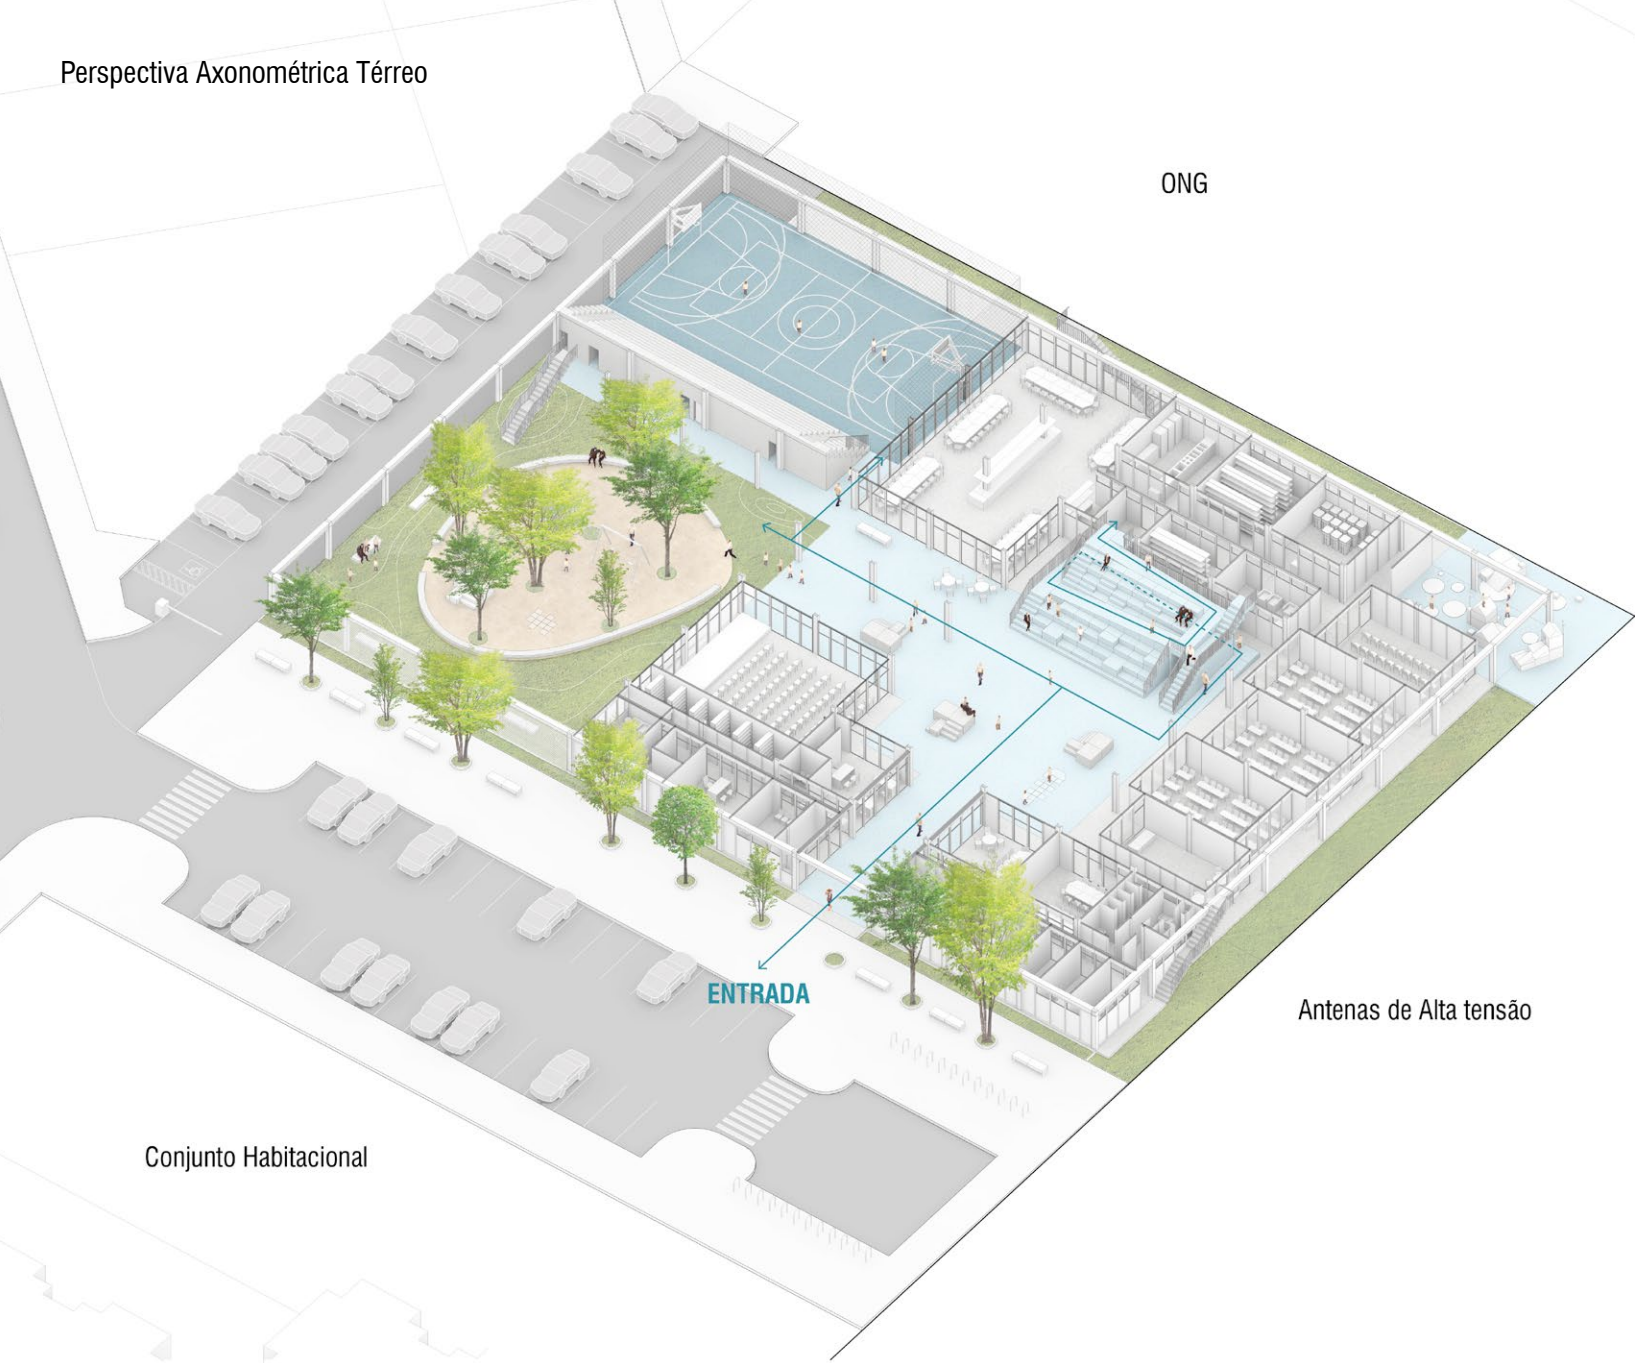 Perspectiva Axonométrica Térreo
ONG
ENTRADA
Antenas de Alta tensão
Conjunto Habitacional